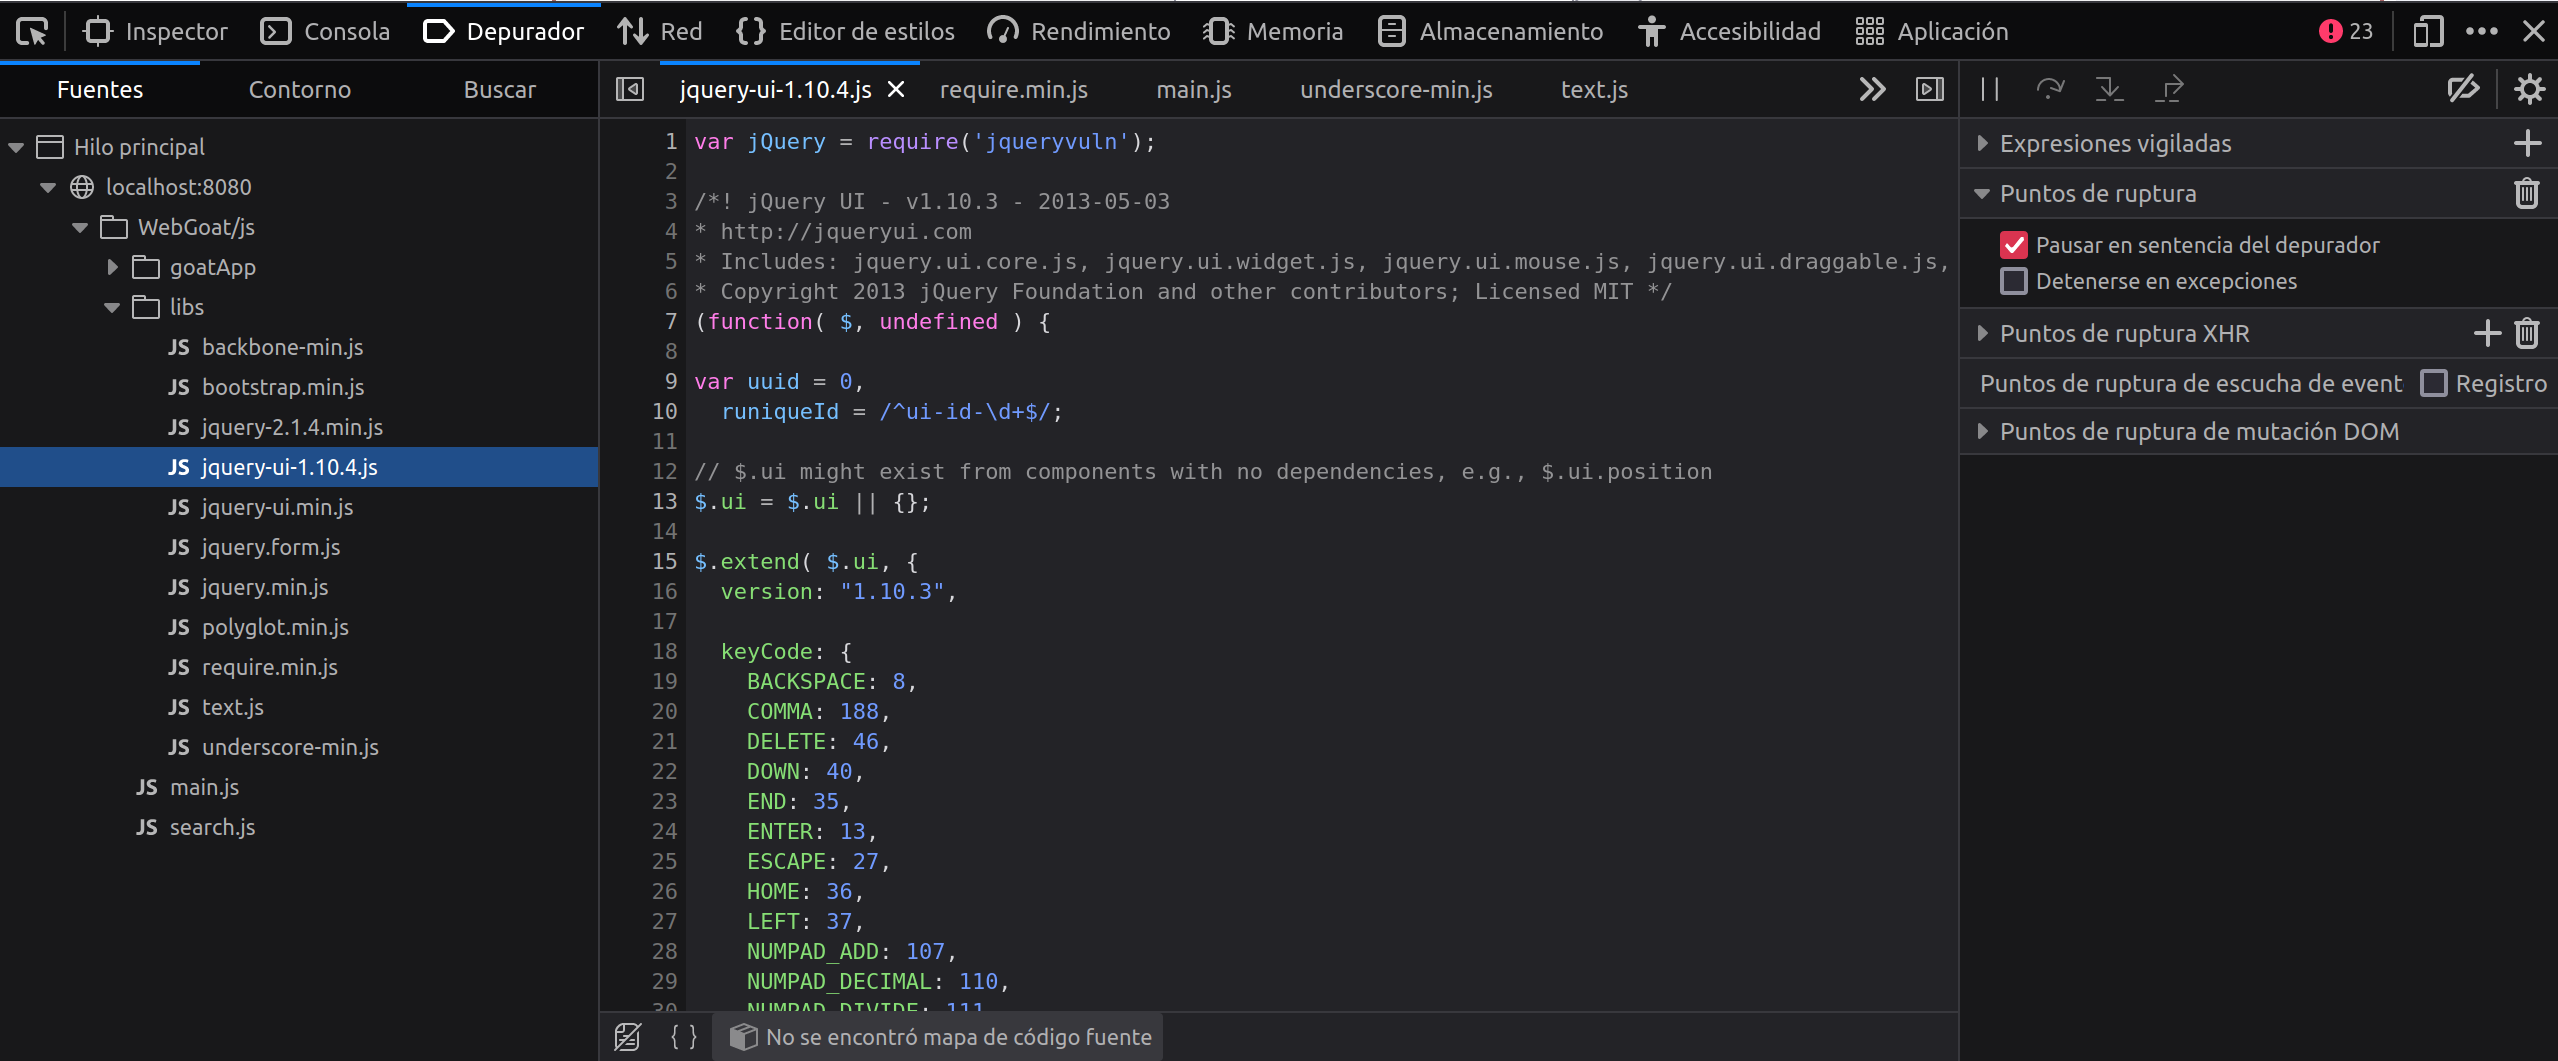 Inspector Consola Depurador Red Editor de estilos Rendimiento Memoria Almacenamiento Accesibilidad Aplicación 23
Fuentes Contorno Buscar
Hilo principal
localhost:8080
WebGoat/js
goatApp
libs
JS backbone-min.js
JS bootstrap.min.js
JS jquery-2.1.4.min.js
JS jquery-ui-1.10.4.js
JS jquery-ui.min.js
JS jquery.form.js
JS jquery.min.js
JS polyglot.min.js
JS require.min.js
JS text.js
JS underscore-min.js
JS main.js
JS search.js
jquery-ui-1.10.4.js require.min.js main.js underscore-min.js text.js
1 var jQuery = require('jqueryvuln');
2
3 /*! jQuery UI - v1.10.3 - 2013-05-03
4 * http://jqueryui.com
5 * Includes: jquery.ui.core.js, jquery.ui.widget.js, jquery.ui.mouse.js, jquery.ui.draggable.js,
6 * Copyright 2013 jQuery Foundation and other contributors; Licensed MIT */
7 (function( $, undefined ) {
8
9 var uuid = 0,
10 runiqueId = /^ui-id-\d+$/;
11
12 // $.ui might exist from components with no dependencies, e.g., $.ui.position
13 $.ui = $.ui || {};
14
15 $.extend( $.ui, {
16 version: "1.10.3",
17
18 keyCode: {
19 BACKSPACE: 8,
20 COMMA: 188,
21 DELETE: 46,
22 DOWN: 40,
23 END: 35,
24 ENTER: 13,
25 ESCAPE: 27,
26 HOME: 36,
27 LEFT: 37,
28 NUMPAD_ADD: 107,
29 NUMPAD_DECIMAL: 110,
30 NUMPAD_DIVIDE: 111
{ } No se encontró mapa de código fuente
Expresiones vigiladas
Puntos de ruptura
Pausar en sentencia del depurador
Detenerse en excepciones
Puntos de ruptura XHR
Puntos de ruptura de escucha de event Registro
Puntos de ruptura de mutación DOM